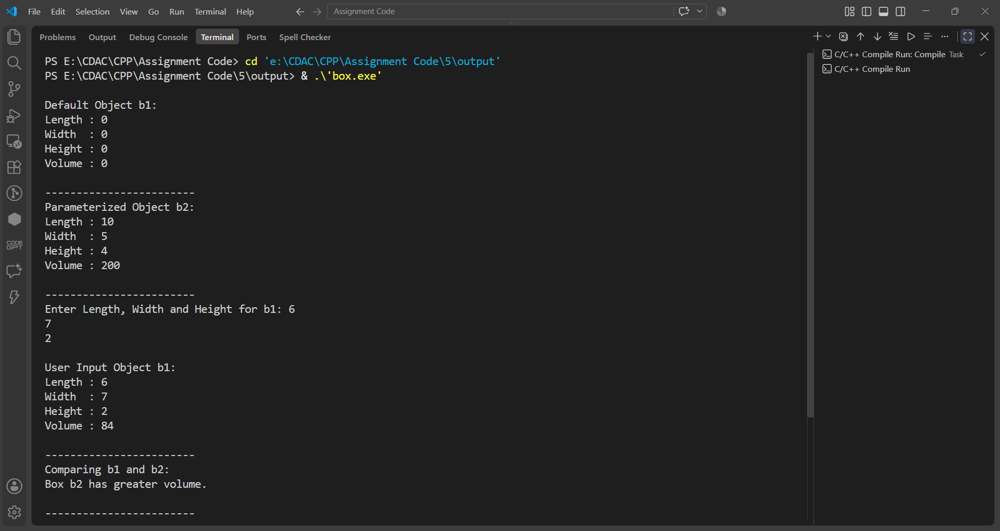 File Edit Selection View Go Run Terminal Help
Assignment Code
Problems Output Debug Console Terminal Ports Spell Checker
C/C++ Compile Run: Compile Task
C/C++ Compile Run
CODE
GPT
PS E:\CDAC\CPP\Assignment Code> cd 'e:\CDAC\CPP\Assignment Code\5\output'
PS E:\CDAC\CPP\Assignment Code\5\output> & .\'box.exe'
Default Object b1:
Length : 0
Width  : 0
Height : 0
Volume : 0
------------------------
Parameterized Object b2:
Length : 10
Width  : 5
Height : 4
Volume : 200
------------------------
Enter Length, Width and Height for b1: 6
7
2
User Input Object b1:
Length : 6
Width  : 7
Height : 2
Volume : 84
------------------------
Comparing b1 and b2:
Box b2 has greater volume.
------------------------